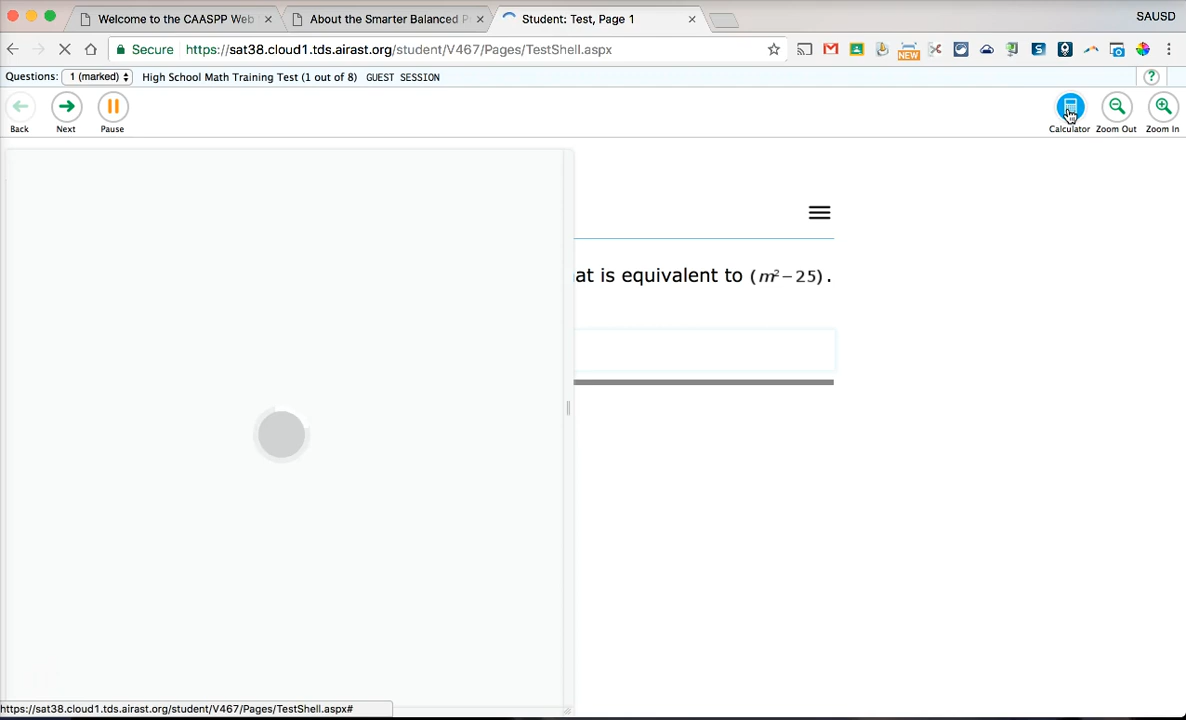 Welcome to the CAASPP Web
About the Smarter Balanced P
Student: Test, Page 1
SAUSD
Secure
https://sat38.cloud1.tds.airast.org/student/V467/Pages/TestShell.aspx
NEW
S
Questions:
1 (marked)
High School Math Training Test (1 out of 8)
GUEST SESSION
?
Back
Next
Pause
Calculator
Zoom Out
Zoom In
at is equivalent to (m²−25).
https://sat38.cloud1.tds.airast.org/student/V467/Pages/TestShell.aspx#